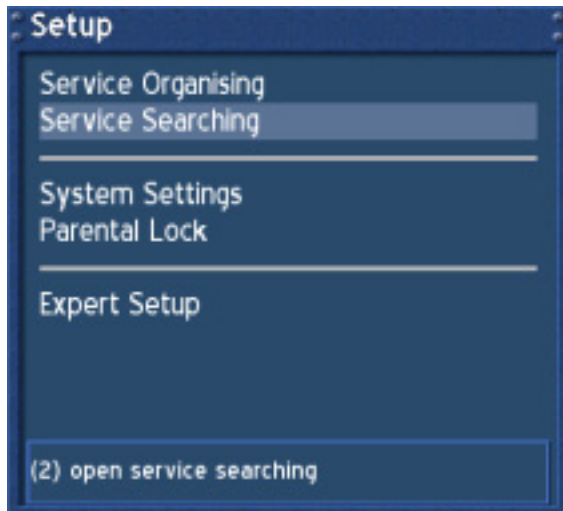 Setup
Service Organising
Service Searching
System Settings
Parental Lock
Expert Setup
(2) open service searching